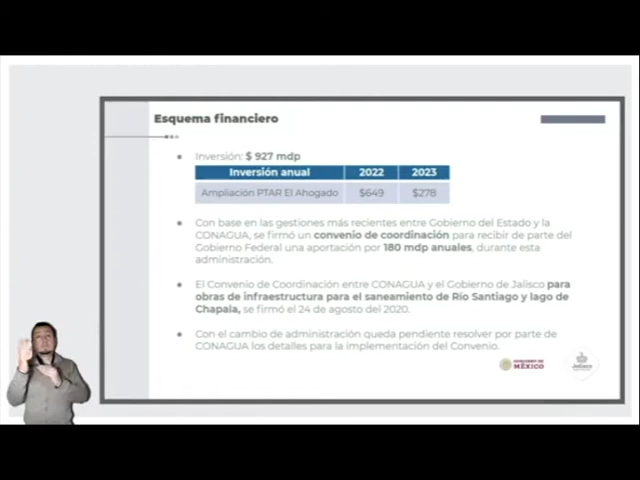 Esquema financiero
Inversión: $ 927 mdp
Inversión anual 2022 2023
Ampliación PTAR El Ahogado $649 $278
Con base en las gestiones más recientes entre Gobierno del Estado y la
CONAGUA, se firmó un convenio de coordinación para recibir de parte del
Gobierno Federal una aportación por 180 mdp anuales, durante esta
administración.
El Convenio de Coordinación entre CONAGUA y el Gobierno de Jalisco para
obras de infraestructura para el saneamiento de Río Santiago y lago de
Chapala, se firmó el 24 de agosto del 2020.
Con el cambio de administración queda pendiente resolver por parte de
CONAGUA los detalles para la implementación del Convenio.
GOBIERNO DE
MÉXICO
Jalisco